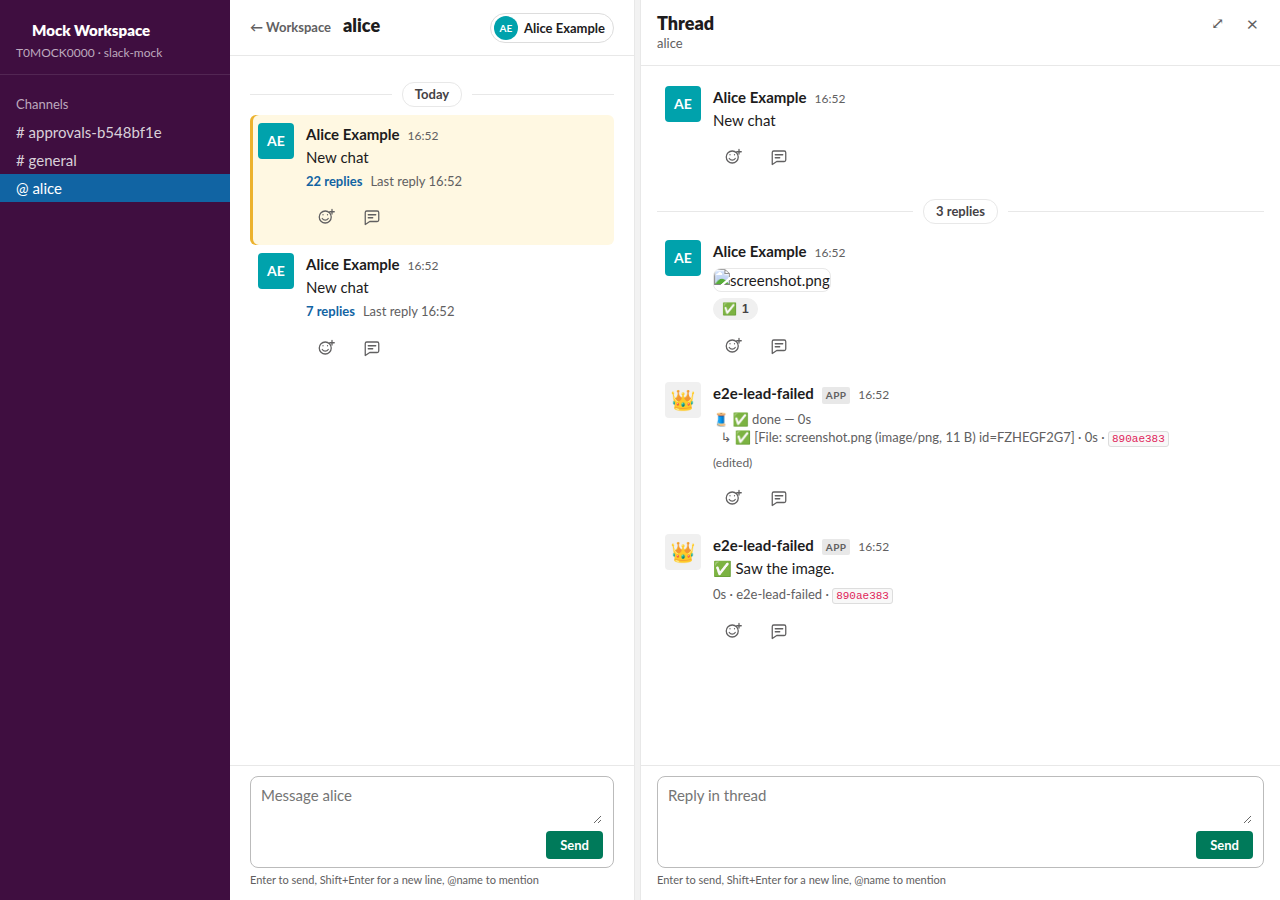 Mock Workspace
T0MOCK0000 · slack-mock
Channels
# approvals-b548bf1e
# general
@ alice
← Workspace alice
AE Alice Example
Today
AE Alice Example 16:52
New chat
22 replies Last reply 16:52
AE Alice Example 16:52
New chat
7 replies Last reply 16:52
Message alice
Send
Enter to send, Shift+Enter for a new line, @name to mention
Thread
alice
AE Alice Example 16:52
New chat
3 replies
AE Alice Example 16:52
screenshot.png
✅ 1
e2e-lead-failed APP 16:52
🧵 ✅ done — 0s
↳ ✅ [File: screenshot.png (image/png, 11 B) id=FZHEGF2G7] · 0s · 890ae383
(edited)
e2e-lead-failed APP 16:52
✅ Saw the image.
0s · e2e-lead-failed · 890ae383
Reply in thread
Send
Enter to send, Shift+Enter for a new line, @name to mention